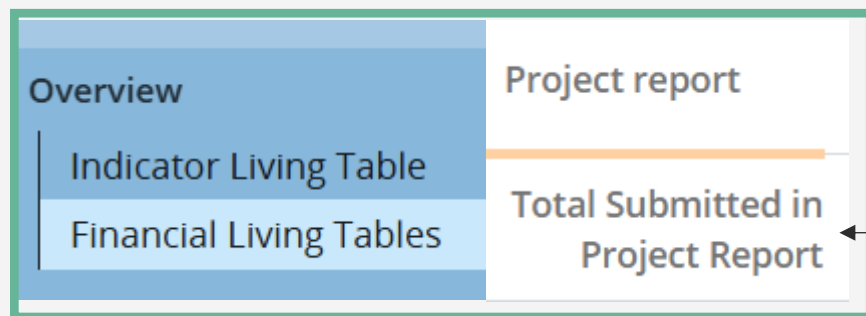 Overview
Indicator Living Table
Financial Living Tables
Project report
Total Submitted in
Project Report